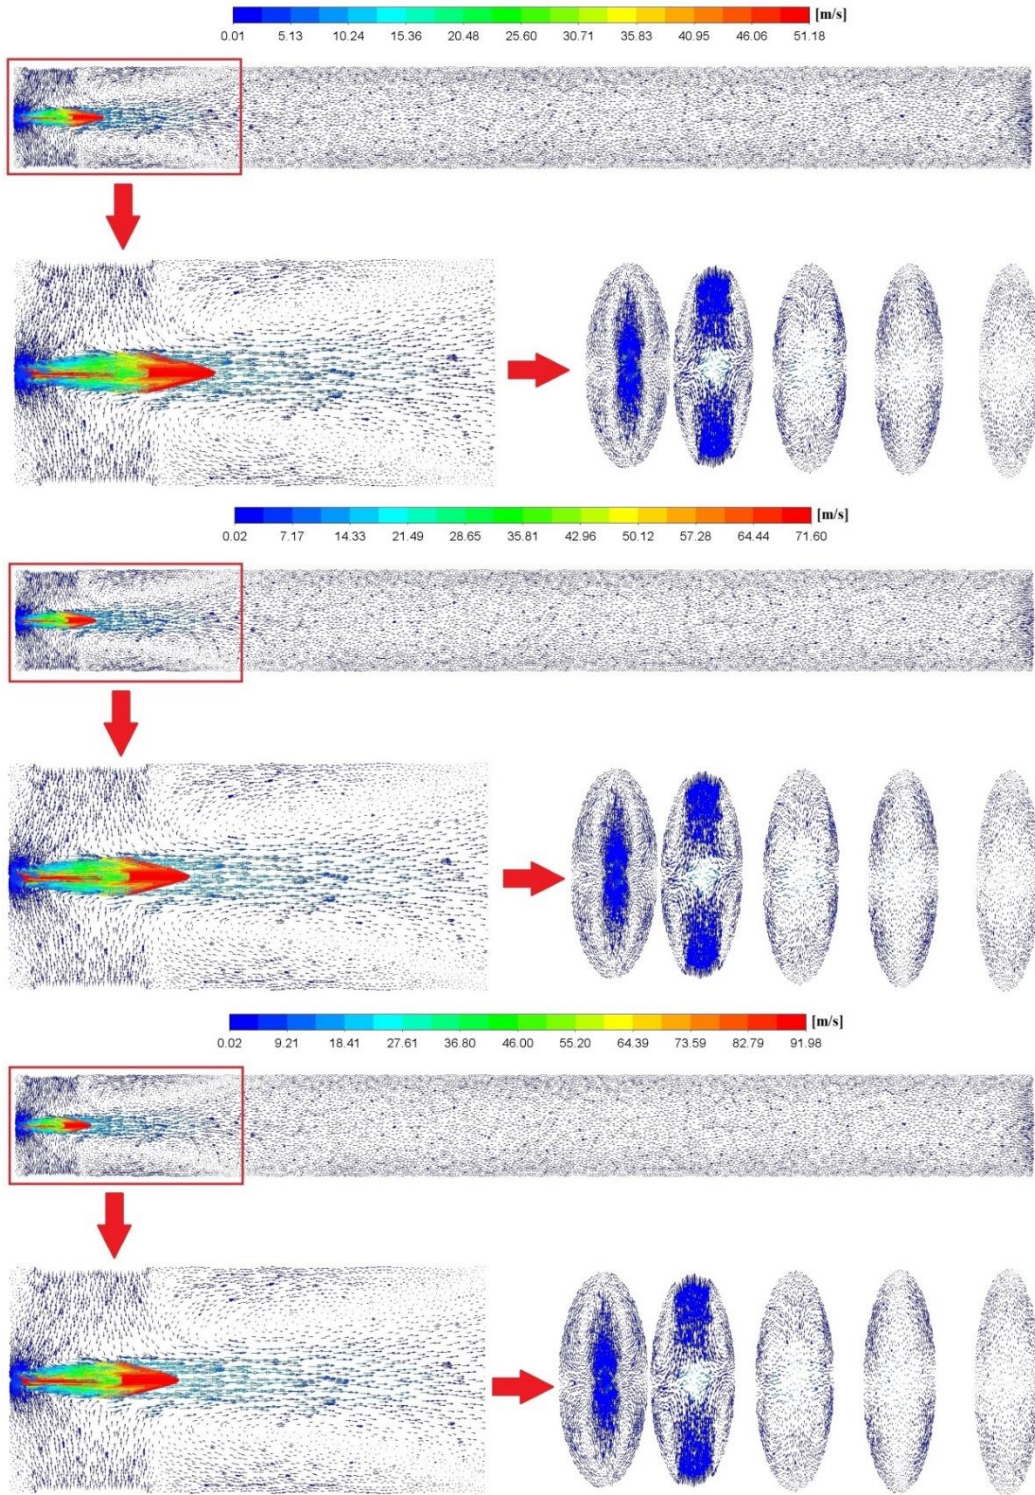 [m/s]
0.01 5.13 10.24 15.36 20.48 25.60 30.71 35.83 40.95 46.06 51.18
[m/s]
0.02 7.17 14.33 21.49 28.65 35.81 42.96 50.12 57.28 64.44 71.60
[m/s]
0.02 9.21 18.41 27.61 36.80 46.00 55.20 64.39 73.59 82.79 91.98